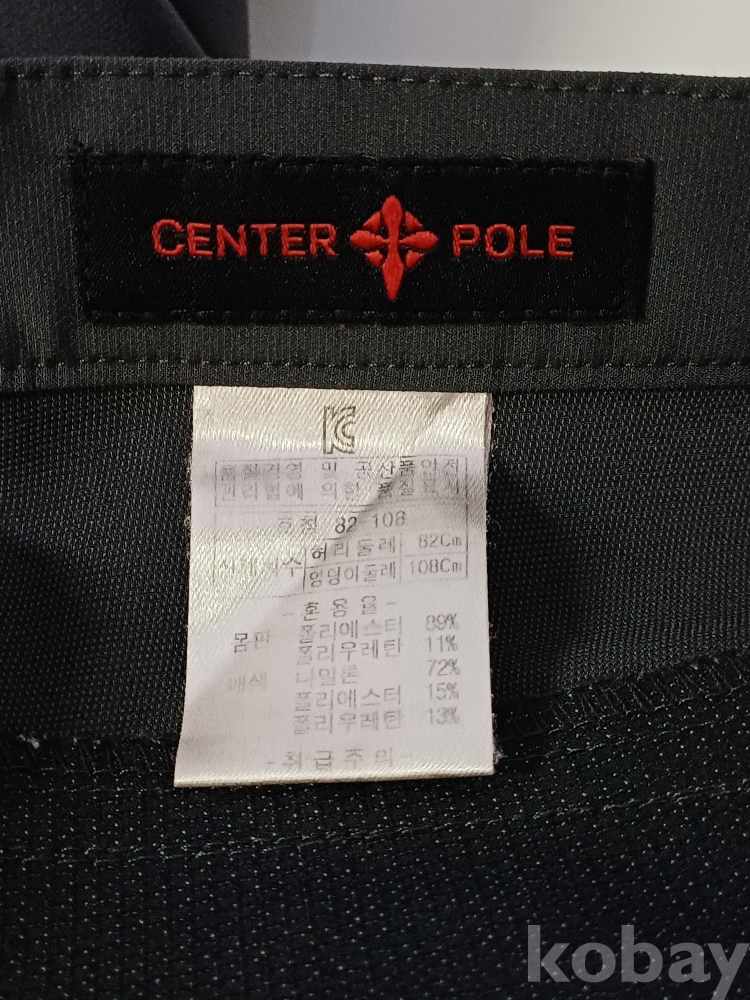 CENTER POLE
KC
품질경영 및 공산품안전
관리법에 의한 품질표시
호칭 82-108
신체치수 허리둘레 82Cm
엉덩이둘레 108Cm
-혼용율-
몸판 폴리에스터 89%
폴리우레탄 11%
배색 나일론 72%
폴리에스터 15%
폴리우레탄 13%
-취급주의-
kobay